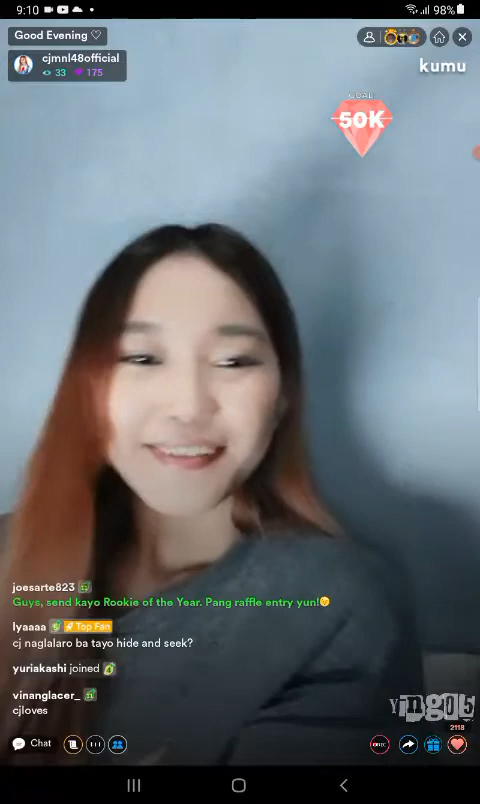 9:10
98%
Good Evening ♡
cjmnl48official
33 175
kumu
GOAL
50K
joesarte823
Guys, send kayo Rookie of the Year. Pang raffle entry yun!
lyaaaa Top Fan
cj naglalaro ba tayo hide and seek?
yuriakashi joined
vinanglacer_
cjloves
Yng05
2118
Chat